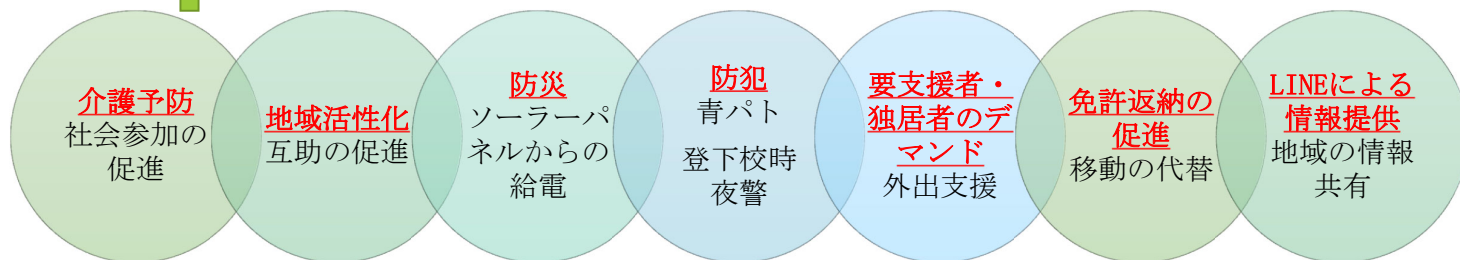 介護予防
社会参加の
促進
地域活性化
互助の促進
防災
ソーラーパ
ネルからの
給電
防犯
青パト
登下校時
夜警
要支援者・
独居者のデ
マンド
外出支援
免許返納の
促進
移動の代替
LINEによる
情報提供
地域の情報
共有